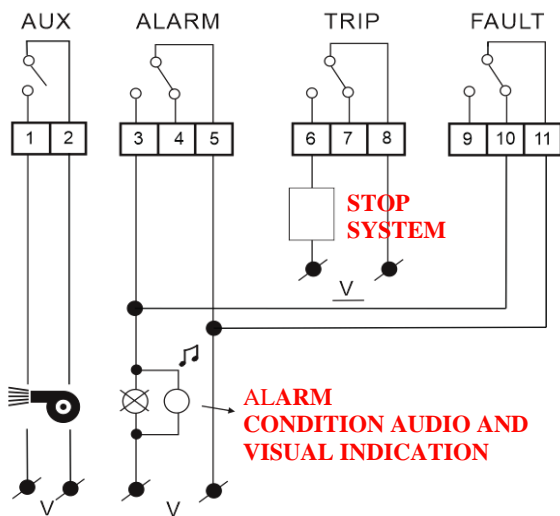 AUX ALARM TRIP FAULT
1 2 3 4 5 6 7 8 9 10 11
STOP
SYSTEM
V
ALARM
CONDITION AUDIO AND
VISUAL INDICATION
V V